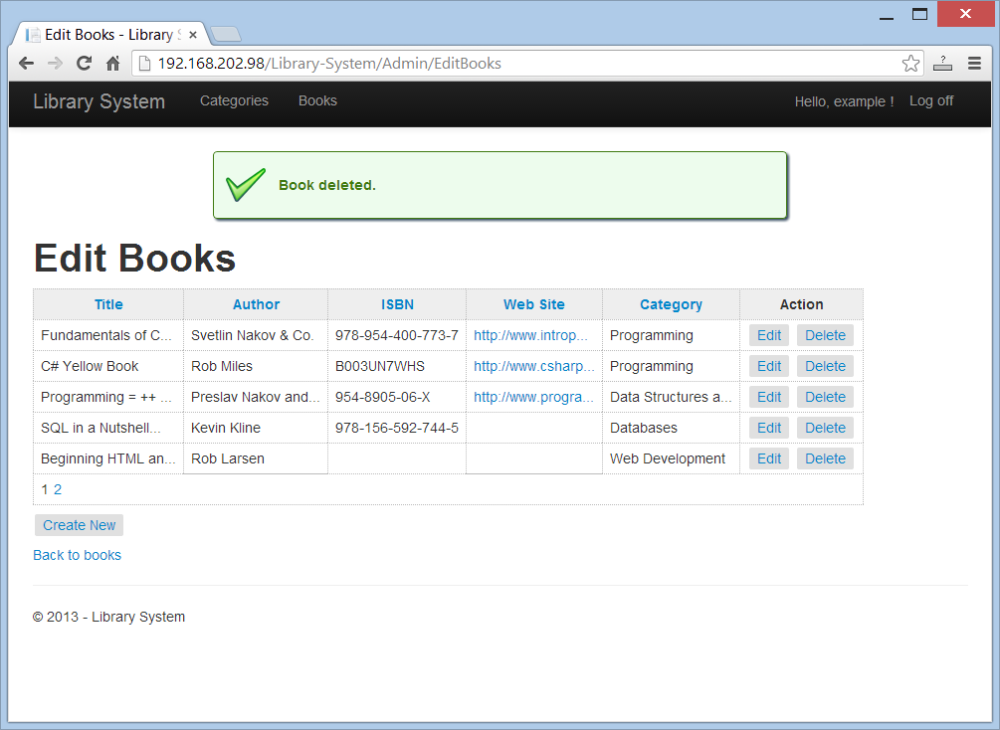 Edit Books - Library S
192.168.202.98/Library-System/Admin/EditBooks
Library System Categories Books Hello, example ! Log off
Book deleted.
Edit Books
Title Author ISBN Web Site Category Action
Fundamentals of C... Svetlin Nakov & Co. 978-954-400-773-7 http://www.introp... Programming Edit Delete
C# Yellow Book Rob Miles B003UN7WHS http://www.csharp... Programming Edit Delete
Programming = ++ ... Preslav Nakov and... 954-8905-06-X http://www.progra... Data Structures a... Edit Delete
SQL in a Nutshell... Kevin Kline 978-156-592-744-5 Databases Edit Delete
Beginning HTML an... Rob Larsen Web Development Edit Delete
1 2
Create New
Back to books
© 2013 - Library System